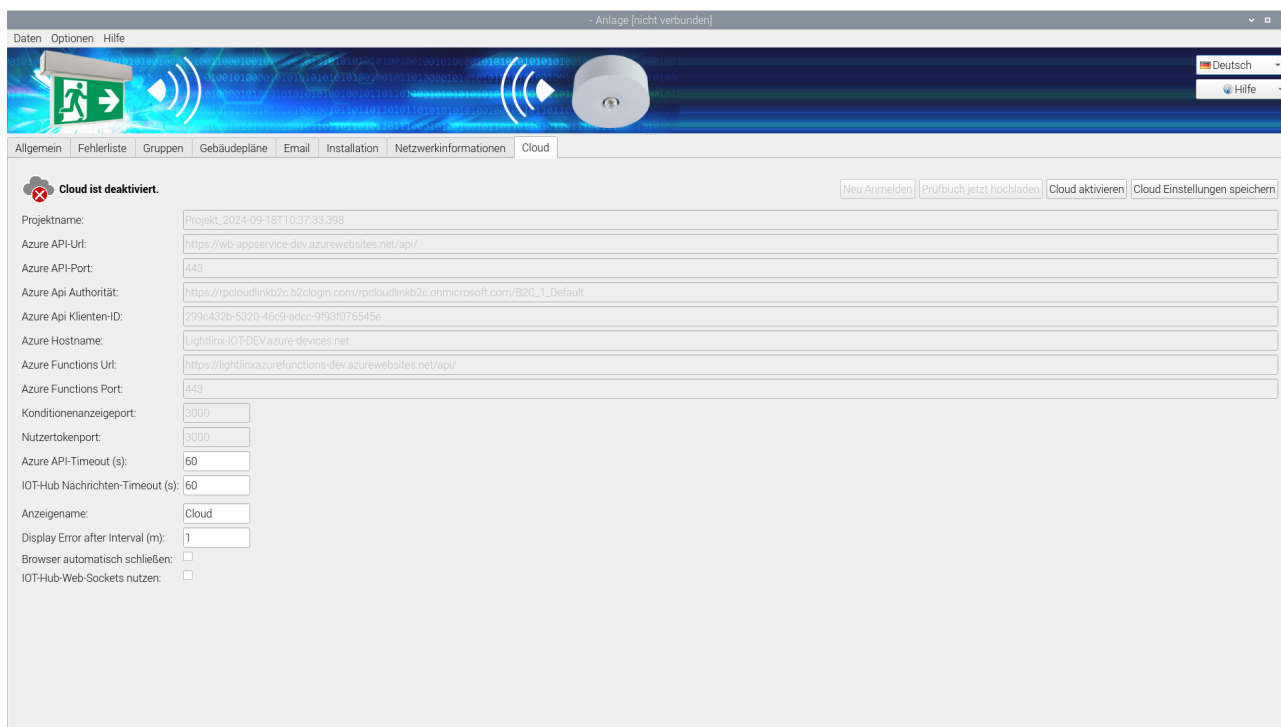 - Anlage [nicht verbunden]
Daten Optionen Hilfe
Deutsch
Hilfe
Allgemein Fehlerliste Gruppen Gebäudepläne Email Installation Netzwerkinformationen Cloud
Cloud ist deaktiviert. Neu Anmelden Prüfbuch jetzt hochladen Cloud aktivieren Cloud Einstellungen speichern
Projektname: Projekt_2024-09-18T10:37:33.398
Azure API-Url: https://wb-appservice-dev.azurewebsites.net/api/
Azure API-Port: 443
Azure Api Authorität: https://rpcloudlinkb2c.b2clogin.com/rpcloudlinkb2c.onmicrosoft.com/B2C_1_Default
Azure Api Klienten-ID: 299c432b-5320-46c9-adcc-9f93f076545e
Azure Hostname: Lightlinx-IOT-DEV.azure-devices.net
Azure Functions Url: https://lightlinxazurefunctions-dev.azurewebsites.net/api/
Azure Functions Port: 443
Konditionenanzeigeport: 3000
Nutzertokenport: 3000
Azure API-Timeout (s): 60
IOT-Hub Nachrichten-Timeout (s): 60
Anzeigename: Cloud
Display Error after Interval (m): 1
Browser automatisch schließen:
IOT-Hub-Web-Sockets nutzen: